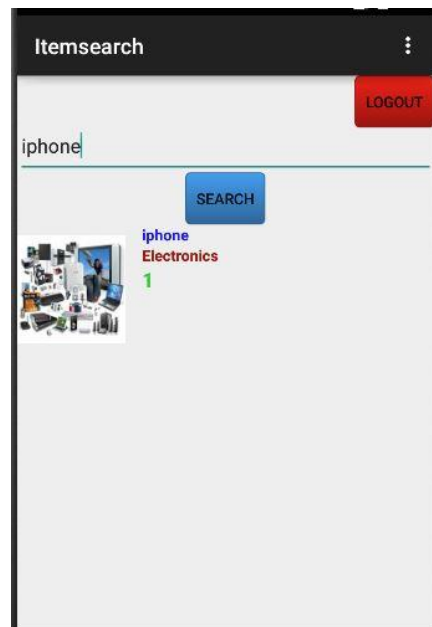 Itemsearch
LOGOUT
iphone
SEARCH
iphone
Electronics
1